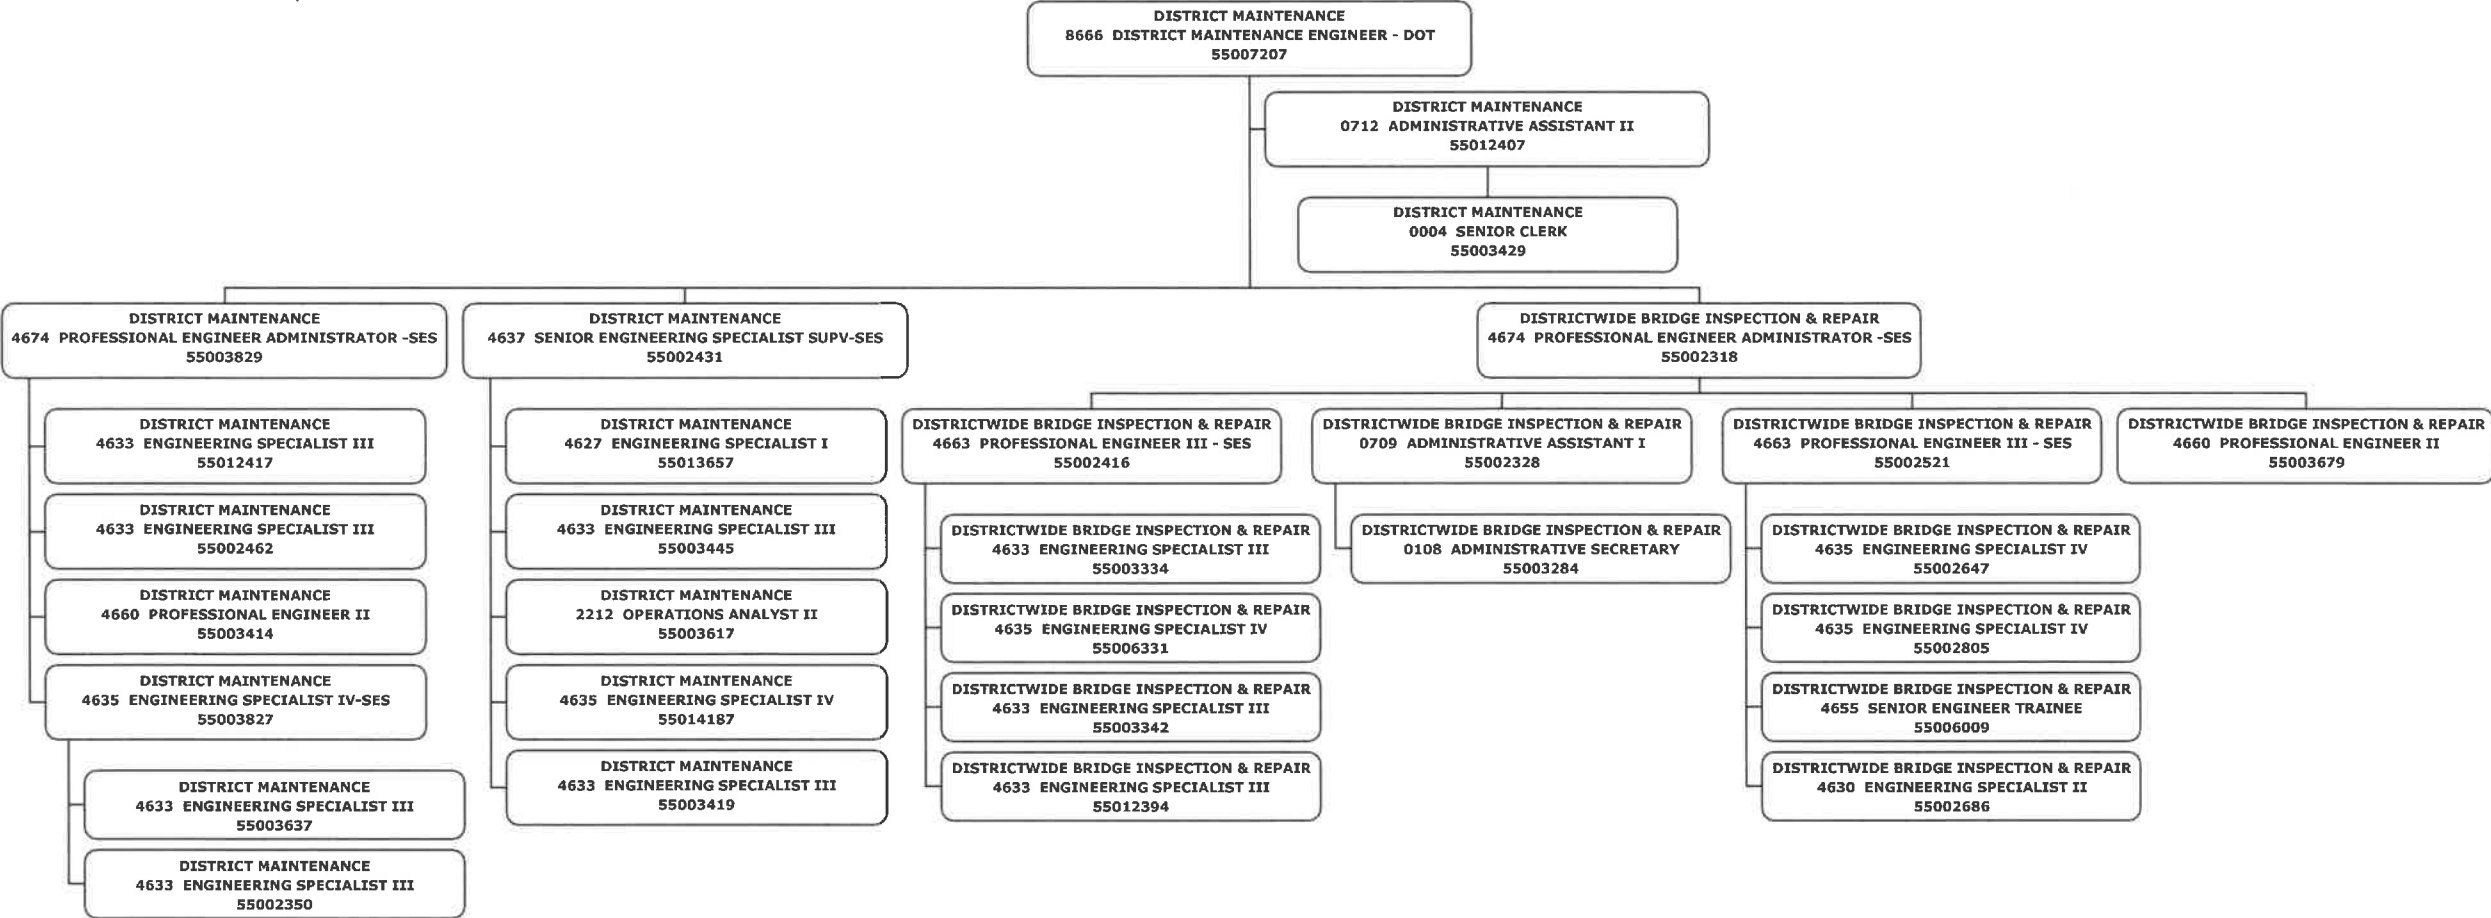 DISTRICT MAINTENANCE
8666 DISTRICT MAINTENANCE ENGINEER - DOT
55007207
DISTRICT MAINTENANCE
0712 ADMINISTRATIVE ASSISTANT II
55012407
DISTRICT MAINTENANCE
0004 SENIOR CLERK
55003429
DISTRICT MAINTENANCE
4674 PROFESSIONAL ENGINEER ADMINISTRATOR -SES
55003829
DISTRICT MAINTENANCE
4633 ENGINEERING SPECIALIST III
55012417
DISTRICT MAINTENANCE
4633 ENGINEERING SPECIALIST III
55002462
DISTRICT MAINTENANCE
4660 PROFESSIONAL ENGINEER II
55003414
DISTRICT MAINTENANCE
4635 ENGINEERING SPECIALIST IV-SES
55003827
DISTRICT MAINTENANCE
4633 ENGINEERING SPECIALIST III
55003637
DISTRICT MAINTENANCE
4633 ENGINEERING SPECIALIST III
55002350
DISTRICT MAINTENANCE
4637 SENIOR ENGINEERING SPECIALIST SUPV-SES
55002431
DISTRICT MAINTENANCE
4627 ENGINEERING SPECIALIST I
55013657
DISTRICT MAINTENANCE
4633 ENGINEERING SPECIALIST III
55003445
DISTRICT MAINTENANCE
2212 OPERATIONS ANALYST II
55003617
DISTRICT MAINTENANCE
4635 ENGINEERING SPECIALIST IV
55014187
DISTRICT MAINTENANCE
4633 ENGINEERING SPECIALIST III
55003419
DISTRICTWIDE BRIDGE INSPECTION & REPAIR
4674 PROFESSIONAL ENGINEER ADMINISTRATOR -SES
55002318
DISTRICTWIDE BRIDGE INSPECTION & REPAIR
4663 PROFESSIONAL ENGINEER III - SES
55002416
DISTRICTWIDE BRIDGE INSPECTION & REPAIR
4633 ENGINEERING SPECIALIST III
55003334
DISTRICTWIDE BRIDGE INSPECTION & REPAIR
4635 ENGINEERING SPECIALIST IV
55006331
DISTRICTWIDE BRIDGE INSPECTION & REPAIR
4633 ENGINEERING SPECIALIST III
55003342
DISTRICTWIDE BRIDGE INSPECTION & REPAIR
4633 ENGINEERING SPECIALIST III
55012394
DISTRICTWIDE BRIDGE INSPECTION & REPAIR
0709 ADMINISTRATIVE ASSISTANT I
55002328
DISTRICTWIDE BRIDGE INSPECTION & REPAIR
0108 ADMINISTRATIVE SECRETARY
55003284
DISTRICTWIDE BRIDGE INSPECTION & REPAIR
4663 PROFESSIONAL ENGINEER III - SES
55002521
DISTRICTWIDE BRIDGE INSPECTION & REPAIR
4635 ENGINEERING SPECIALIST IV
55002647
DISTRICTWIDE BRIDGE INSPECTION & REPAIR
4635 ENGINEERING SPECIALIST IV
55002805
DISTRICTWIDE BRIDGE INSPECTION & REPAIR
4655 SENIOR ENGINEER TRAINEE
55006009
DISTRICTWIDE BRIDGE INSPECTION & REPAIR
4630 ENGINEERING SPECIALIST II
55002686
DISTRICTWIDE BRIDGE INSPECTION & REPAIR
4660 PROFESSIONAL ENGINEER II
55003679